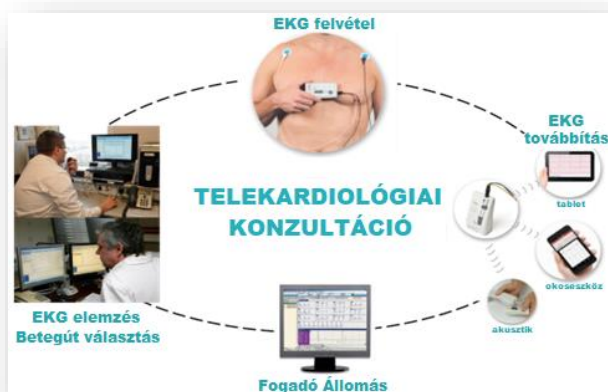 EKG felvétel
EKG
továbbítás
tablet
TELEKARDIOLÓGIAI
KONZULTÁCIÓ
okoseszköz
akusztik
EKG elemzés
Betegút választás
Fogadó Állomás